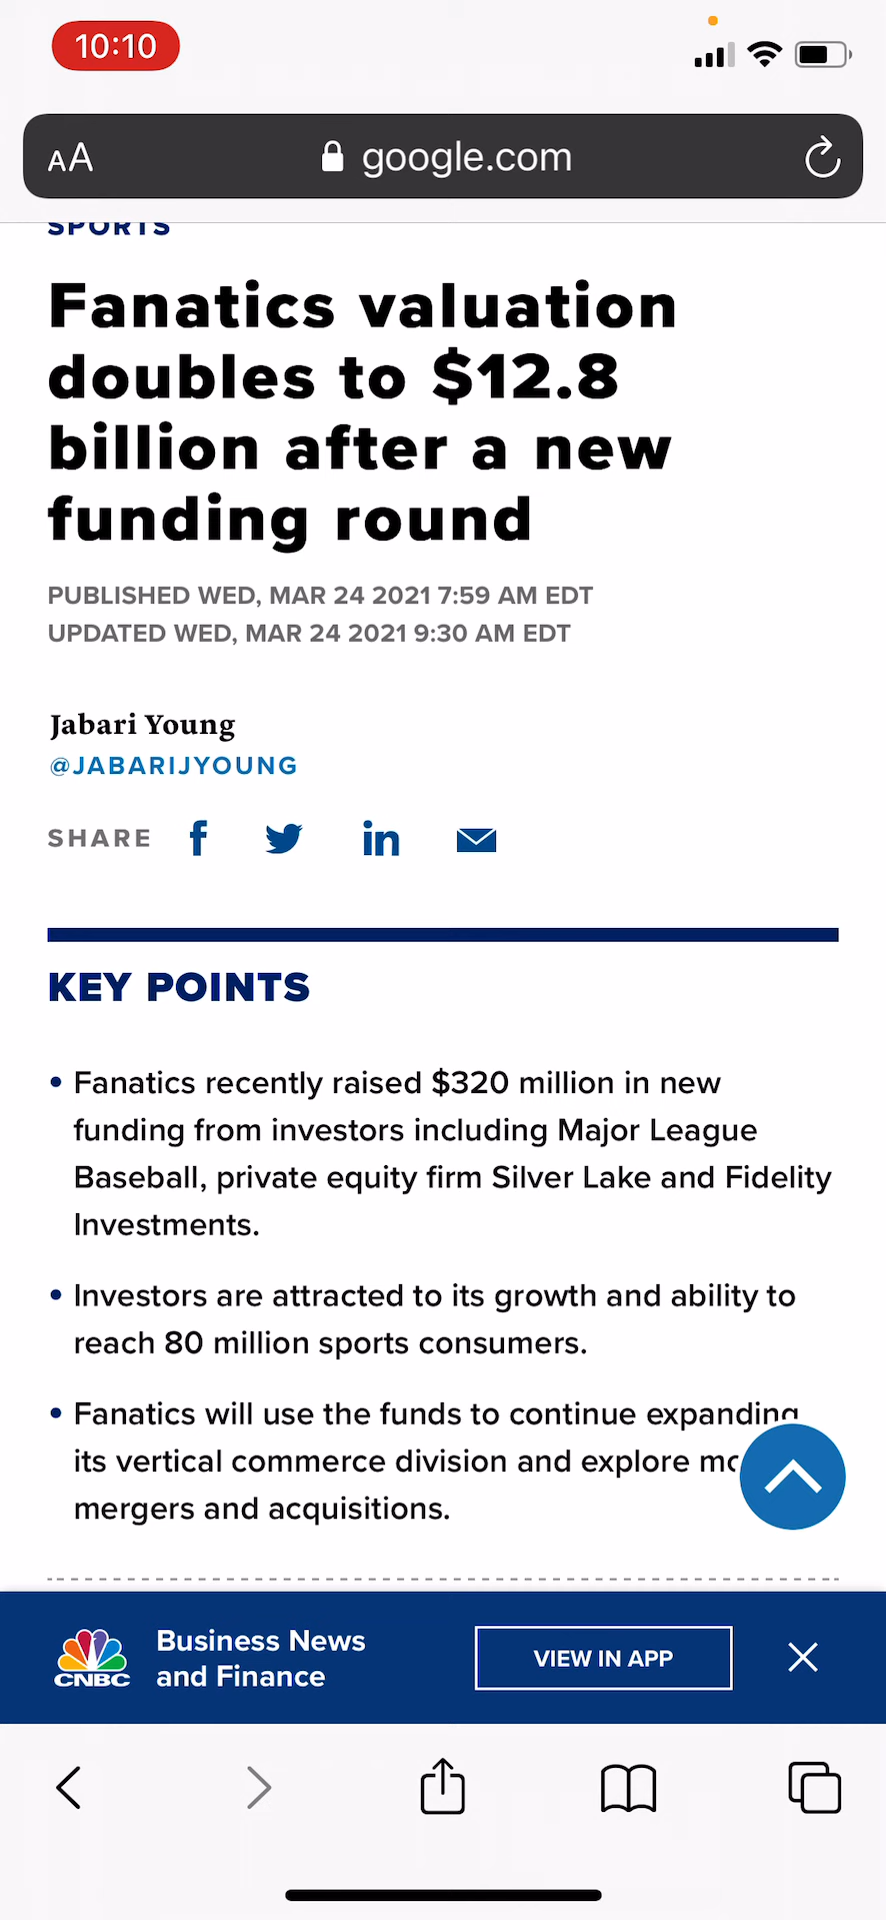 10:10
AA google.com
SPORTS
Fanatics valuation
doubles to $12.8
billion after a new
funding round
PUBLISHED WED, MAR 24 2021 7:59 AM EDT
UPDATED WED, MAR 24 2021 9:30 AM EDT
Jabari Young
@JABARIJYOUNG
SHARE f in
KEY POINTS
• Fanatics recently raised $320 million in new
funding from investors including Major League
Baseball, private equity firm Silver Lake and Fidelity
Investments.
• Investors are attracted to its growth and ability to
reach 80 million sports consumers.
• Fanatics will use the funds to continue expanding
its vertical commerce division and explore
mergers and acquisitions.
Business News
and Finance
CNBC
VIEW IN APP